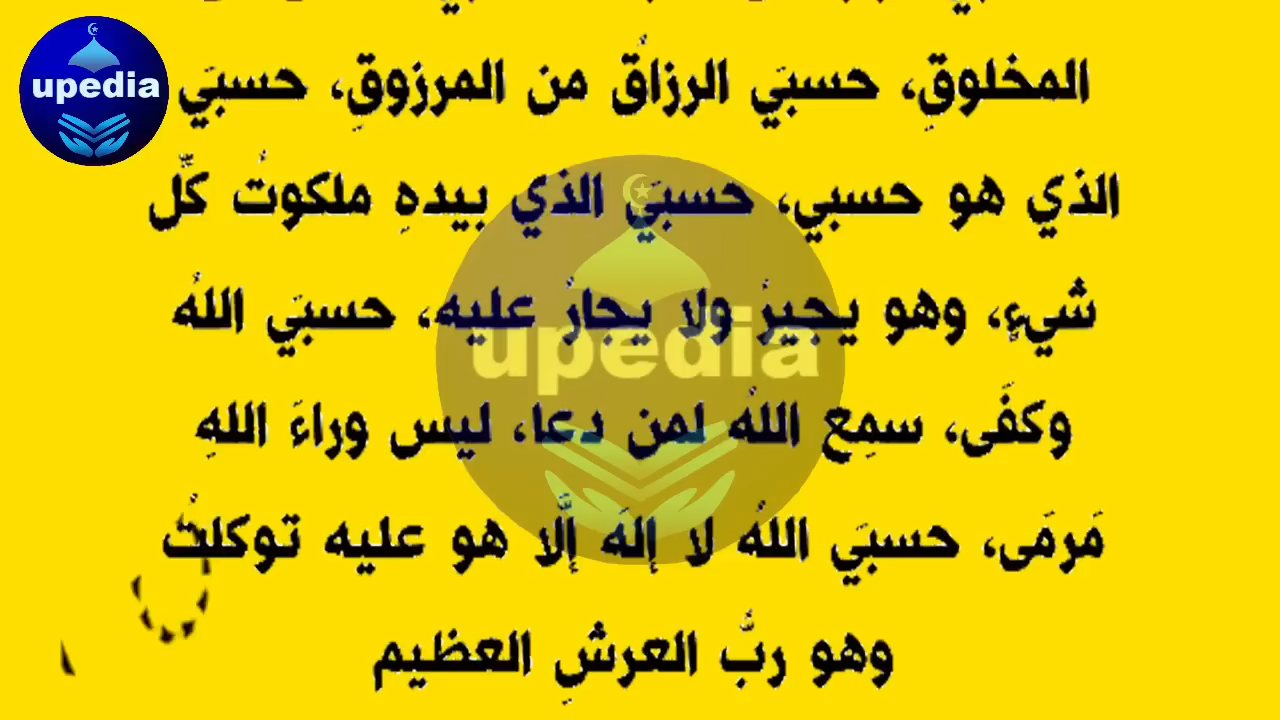 upedia
المخلوقِ، حسبيَ الرزاقُ من المرزوقِ، حسبيَ
الذي هو حسبي، حسبيَ الذي بيدهِ ملكوتُ كلِّ
شيءٍ، وهو يجيرُ ولا يجارُ عليه، حسبيَ اللهُ
وكفَى، سمِع اللهُ لمن دعا، ليس وراءَ اللهِ
مَرمَى، حسبيَ اللهُ لا إلهَ إلَّا هو عليه توكلتُ
وهو ربُّ العرشِ العظيم
upedia